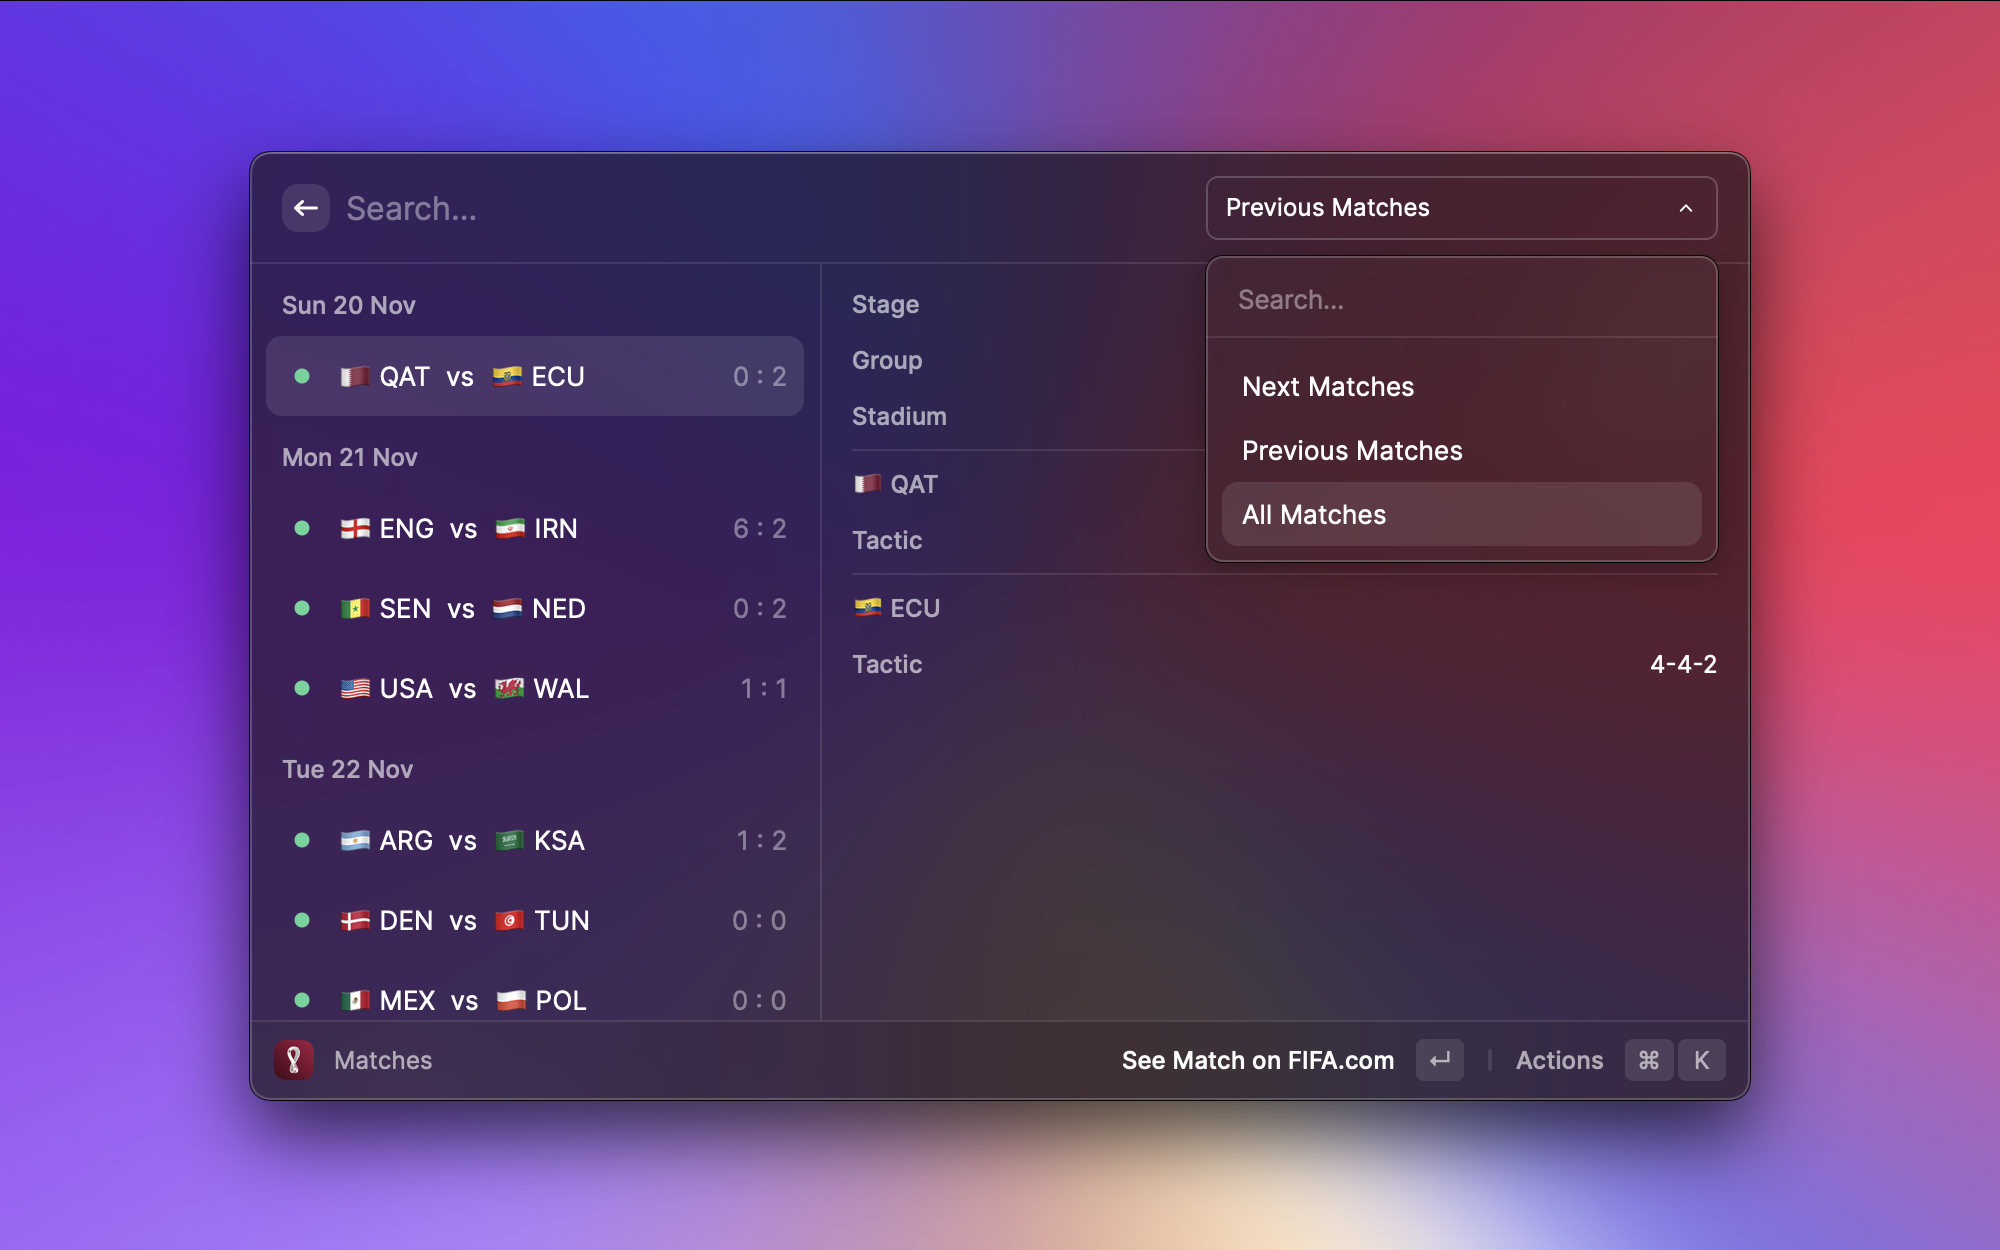 Search...
Previous Matches
Sun 20 Nov
QAT vs ECU 0 : 2
Mon 21 Nov
ENG vs IRN 6 : 2
SEN vs NED 0 : 2
USA vs WAL 1 : 1
Tue 22 Nov
ARG vs KSA 1 : 2
DEN vs TUN 0 : 0
MEX vs POL 0 : 0
Stage
Group
Stadium
QAT
Tactic
ECU
Tactic 4-4-2
Search...
Next Matches
Previous Matches
All Matches
Matches
See Match on FIFA.com
Actions ⌘ K